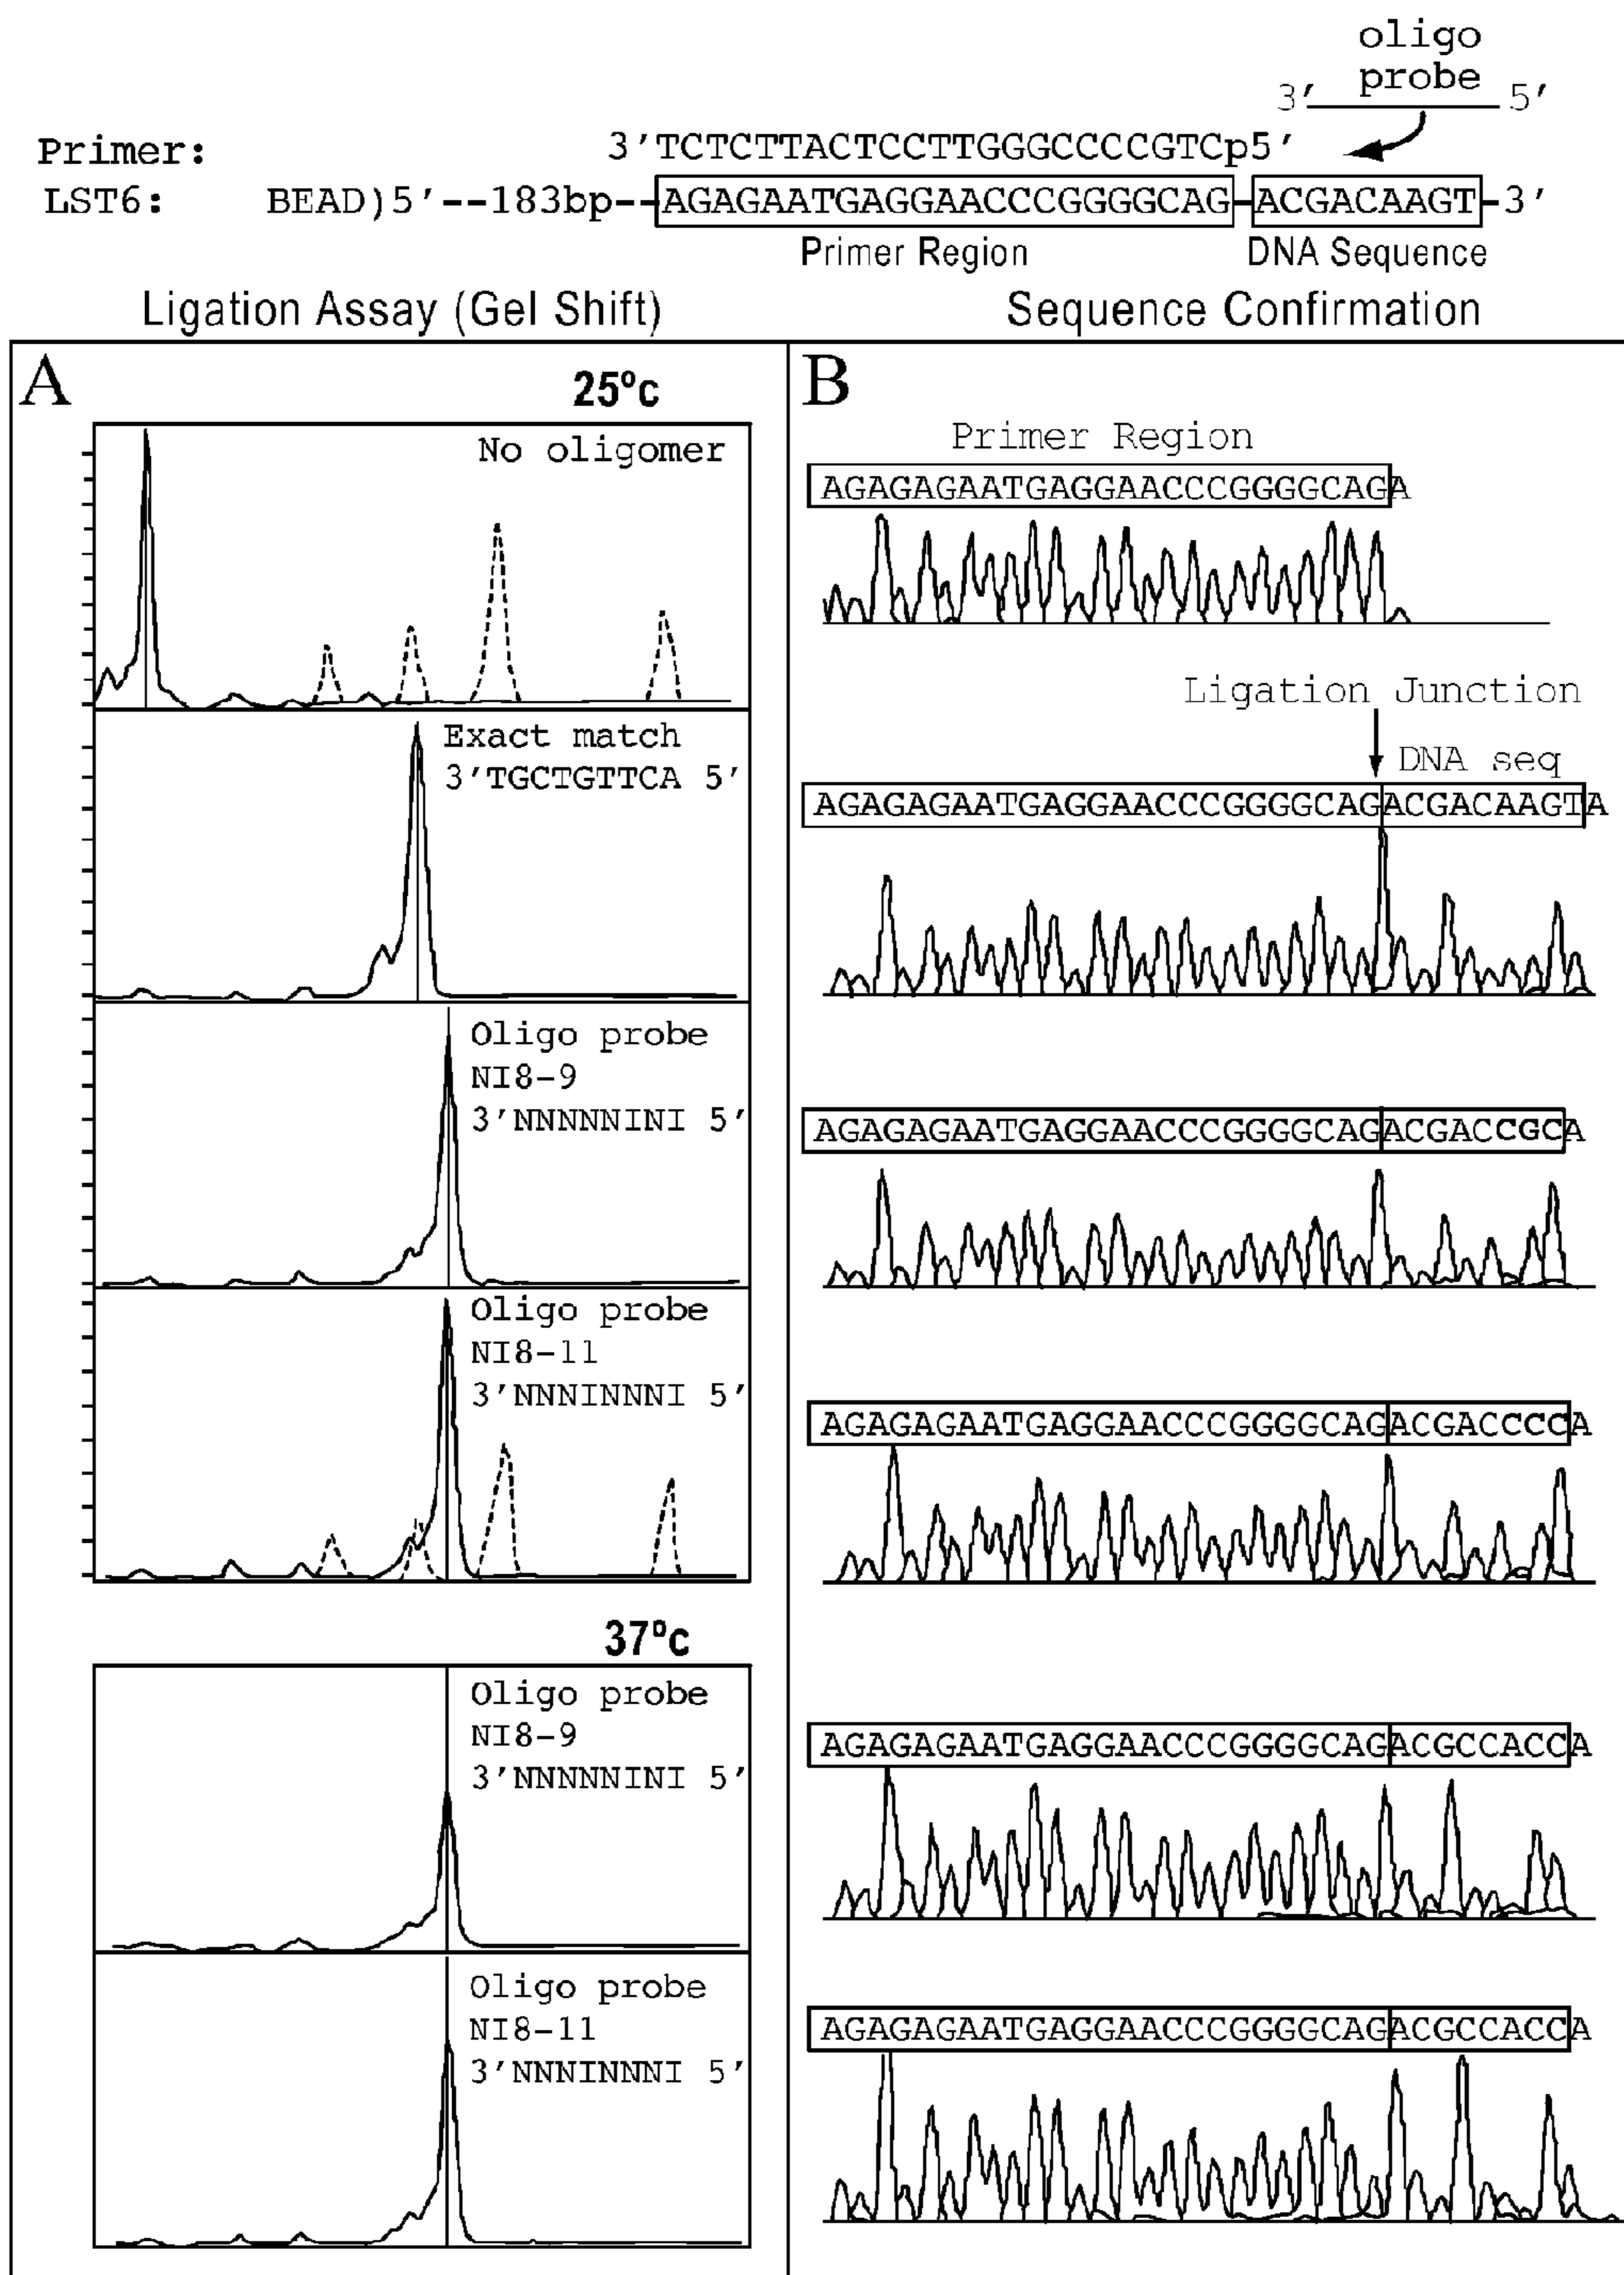 oligo
probe
3′ 5′
Primer: 3′TCTCTTACTCCTTGGGCCCCGTCp5′
LST6: BEAD)5′--183bp--AGAGAATGAGGAACCCGGGGCAG-ACGACAAGT-3′
Primer Region DNA Sequence
Ligation Assay (Gel Shift) Sequence Confirmation
A
25ºc
No oligomer
Exact match
3′TGCTGTTCA 5′
Oligo probe
NI8-9
3′NNNNNINI 5′
Oligo probe
NI8-11
3′NNNINNNI 5′
37ºc
Oligo probe
NI8-9
3′NNNNNINI 5′
Oligo probe
NI8-11
3′NNNINNNI 5′
B
Primer Region
AGAGAGAATGAGGAACCCGGGGCAGA
Ligation Junction
DNA seq
AGAGAGAATGAGGAACCCGGGGCAGACGACAAGTA
AGAGAGAATGAGGAACCCGGGGCAGACGACCGCA
AGAGAGAATGAGGAACCCGGGGCAGACGACCCCA
AGAGAGAATGAGGAACCCGGGGCAGACGCCACCA
AGAGAGAATGAGGAACCCGGGGCAGACGCCACCA